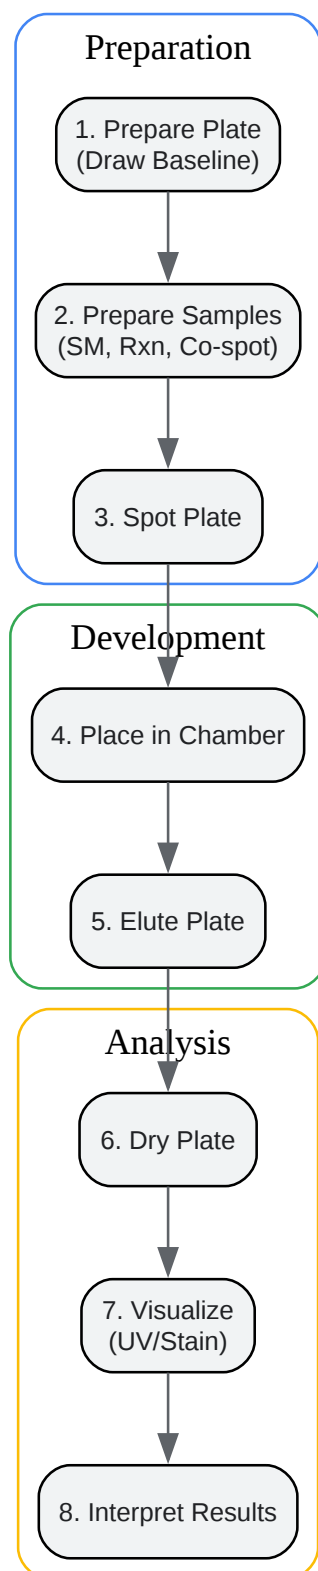 Preparation
1. Prepare Plate
(Draw Baseline)
2. Prepare Samples
(SM, Rxn, Co-spot)
3. Spot Plate
Development
4. Place in Chamber
5. Elute Plate
Analysis
6. Dry Plate
7. Visualize
(UV/Stain)
8. Interpret Results